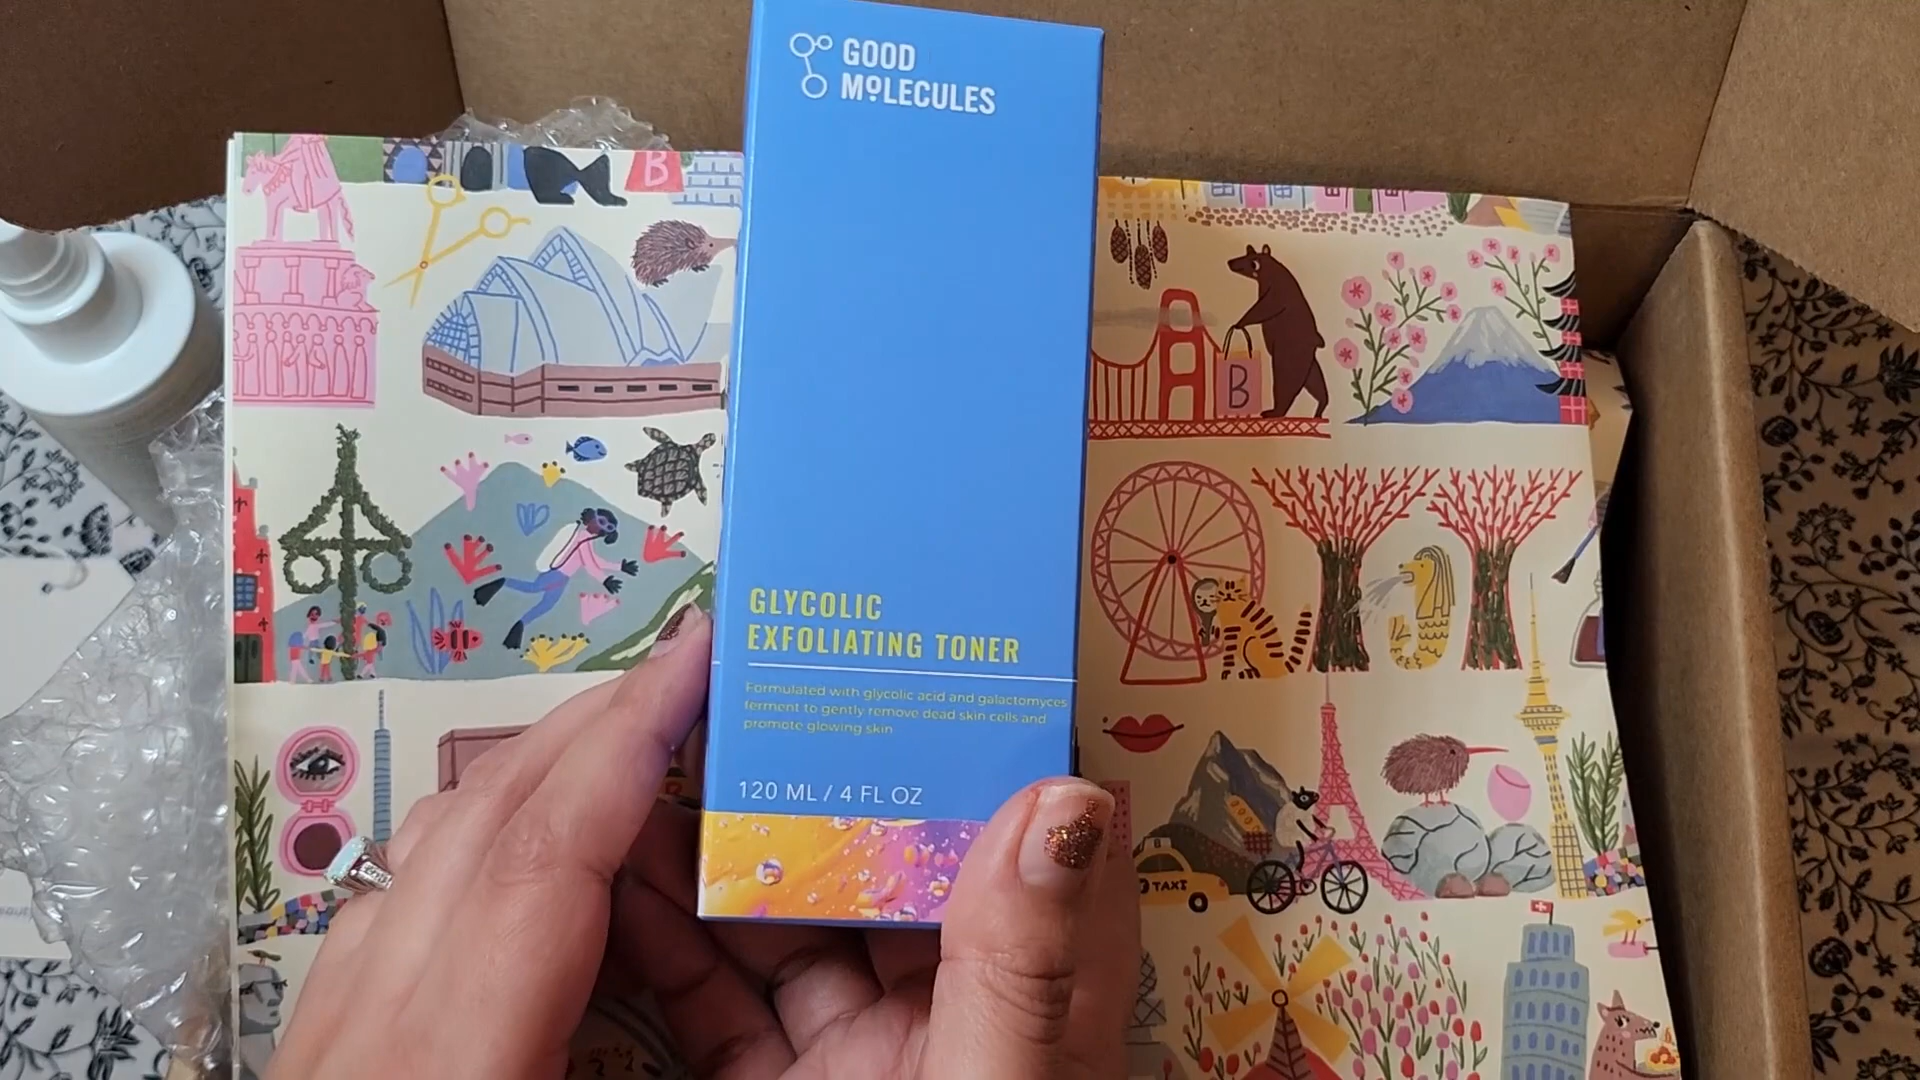 GOOD
MOLECULES
GLYCOLIC
EXFOLIATING TONER
Formulated with glycolic acid and galactomyces
ferment to gently remove dead skin cells and
promote glowing skin
120 ML / 4 FL OZ
B
B
TAXI